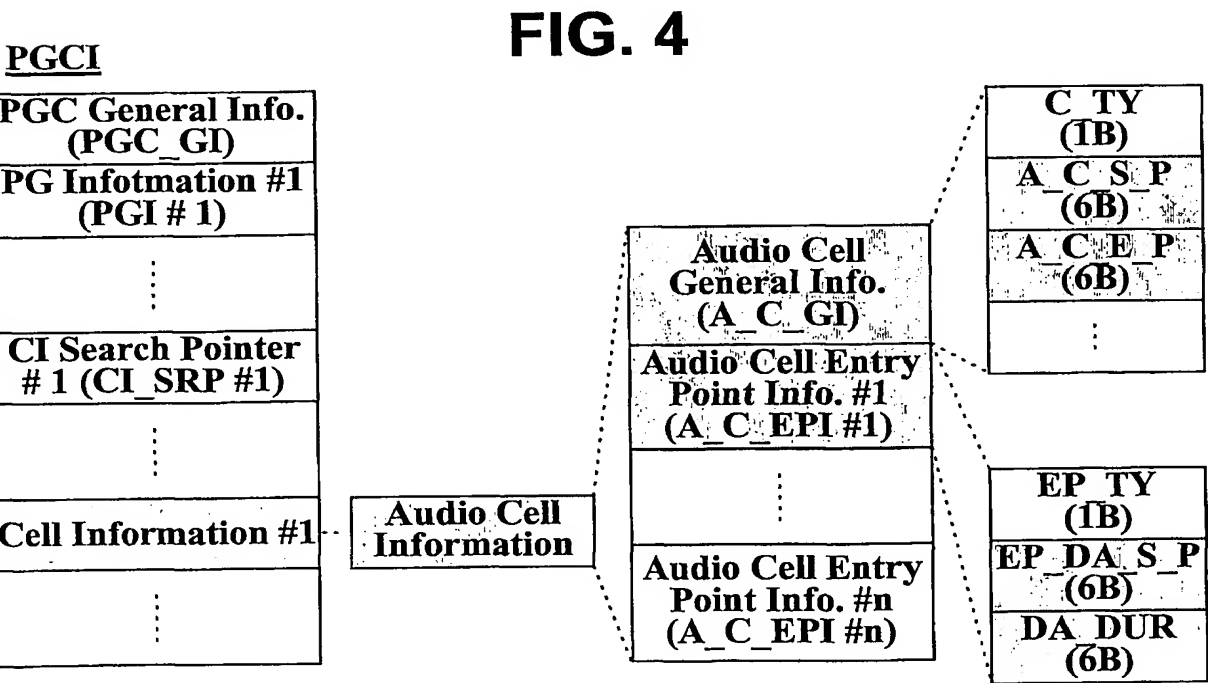 FIG. 4
PGCI
PGC General Info.
(PGC_GI)
PG Infotmation #1
(PGI # 1)
CI Search Pointer
# 1 (CI_SRP #1)
Cell Information #1
Audio Cell
Information
Audio Cell
General Info.
(A_C_GI)
Audio Cell Entry
Point Info. #1
(A_C_EPI #1)
Audio Cell Entry
Point Info. #n
(A_C_EPI #n)
C_TY
(1B)
A_C_S_P
(6B)
A_C_E_P
(6B)
EP_TY
(1B)
EP_DA_S_P
(6B)
DA_DUR
(6B)